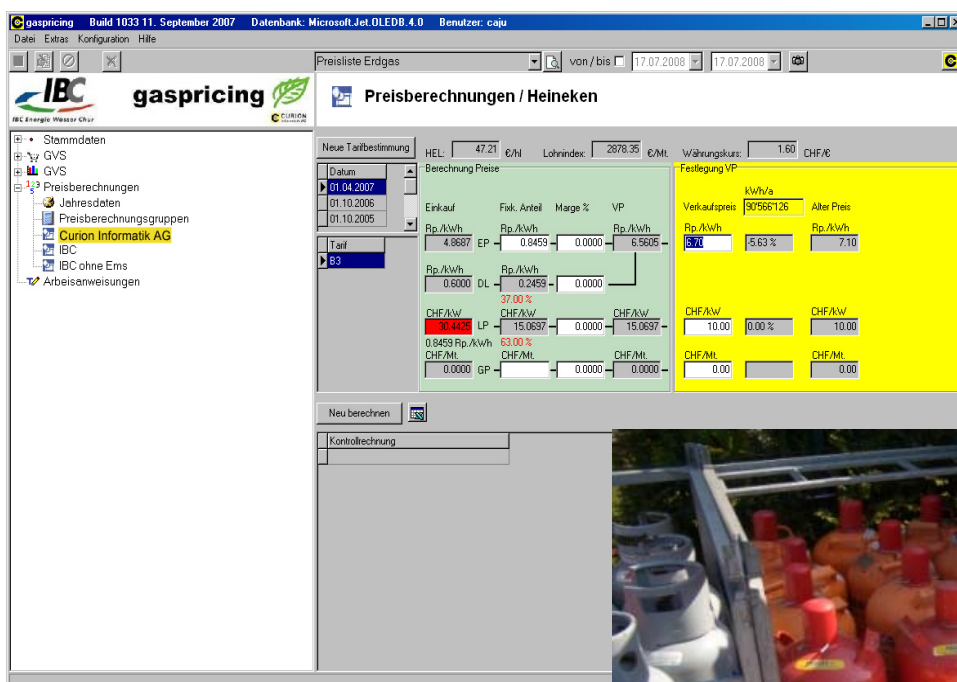 gaspricing Build 1033 11. September 2007 Datenbank: Microsoft.Jet.OLEDB.4.0 Benutzer: caju
Datei Extras Konfiguration Hilfe
Preisliste Erdgas von / bis 17.07.2008 17.07.2008
IBC gaspricing
IBC Energie Wasser Chur CURION
Preisberechnungen / Heineken
Stammdaten
GVS
GVS
Preisberechnungen
Jahresdaten
Preisberechnungsgruppen
Curion Informatik AG
IBC
IBC ohne Ems
Arbeisanweisungen
Neue Tarifbestimmung HEL: 47.21 €/hl Lohnindex: 2878.35 €/Mt. Währungskurs: 1.60 CHF/€
Datum
01.04.2007
01.10.2006
01.10.2005
Tarif
B3
Berechnung Preise
Einkauf Fixk. Anteil Marge % VP
Rp./kWh Rp./kWh Rp./kWh
4.8687 EP 0.8459 0.0000 6.5605
Rp./kWh Rp./kWh
0.6000 DL 0.2459 0.0000
37.00 %
CHF/kW CHF/kW CHF/kW
30.4425 LP 15.0697 0.0000 15.0697
0.8459 Rp./kWh 63.00 %
CHF/Mt. CHF/Mt. CHF/Mt.
0.0000 GP 0.0000 0.0000
Festlegung VP
kWh/a
Verkaufspreis 90'566'126 Alter Preis
Rp./kWh Rp./kWh
6.70 -5.63 % 7.10
CHF/kW CHF/kW
10.00 0.00 % 10.00
CHF/Mt. CHF/Mt.
0.00 0.00
Neu berechnen
Kontrollrechnung